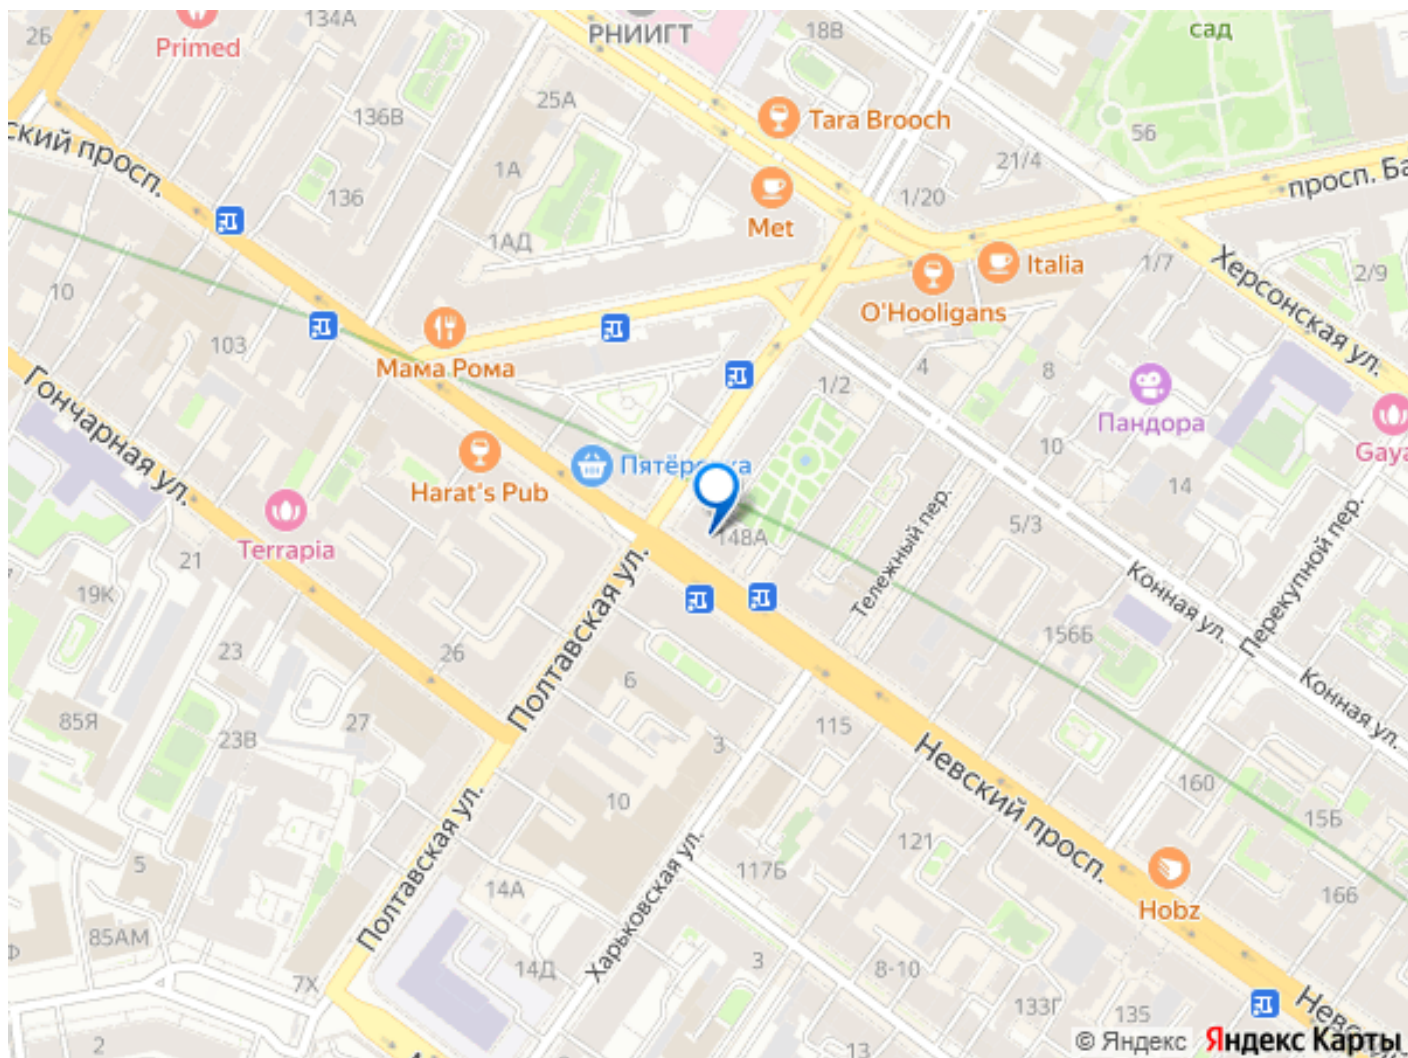 2Б
Primed
134А
РНИИГТ
18В
сад
25А
136В
Tara Brooch
56
ский просп.
1А
136
21/4
1/20
просп. Ба
Met
1АД
Italia
1/7
Херсонская ул.
2/9
10
O'Hooligans
103
Мама Рома
4
8
1/2
Пандора
Гончарная ул.
10
Gaya
Пятёрочка
Harat's Pub
14
Terrapia
148А
5/3
Тележный пер.
Перекупной пер.
21
19К
Полтавская ул.
Конная ул.
156Б
23
26
6
Конная ул.
85Я
27
23В
3
115
Невский просп.
160
10
15Б
121
5
Полтавская ул.
Харьковская ул.
117Б
14А
166
Hobz
85АМ
14Д
3
8-10
7Х
133Г
135
Невск
2
13
© Яндекс
Яндекс Карты